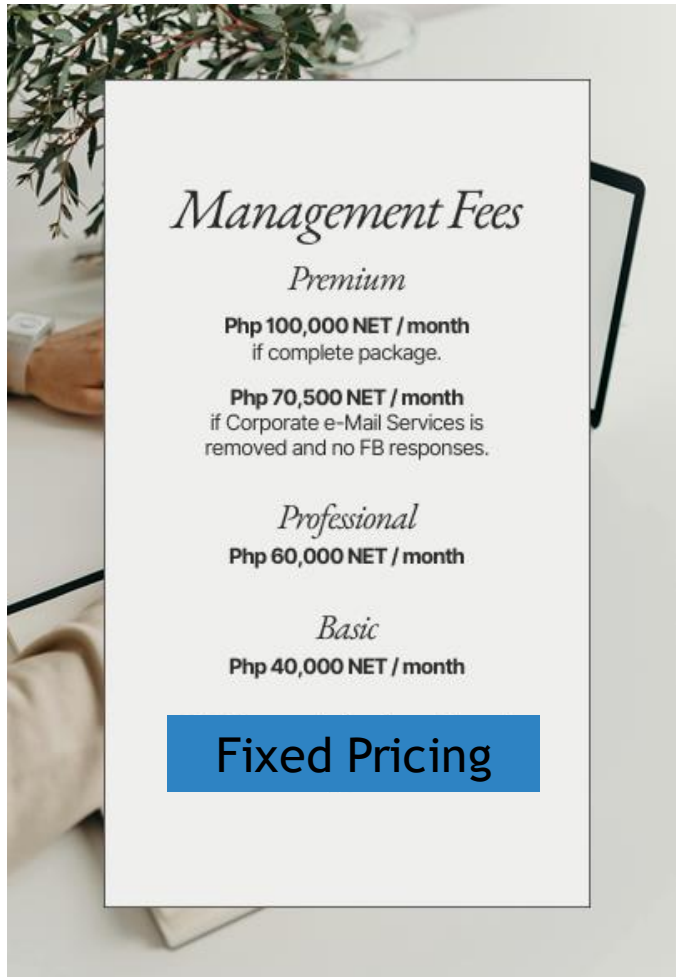 Management Fees
Premium
Php 100,000 NET / month
if complete package.
Php 70,500 NET / month
if Corporate e-Mail Services is
removed and no FB responses.
Professional
Php 60,000 NET / month
Basic
Php 40,000 NET / month
Fixed Pricing